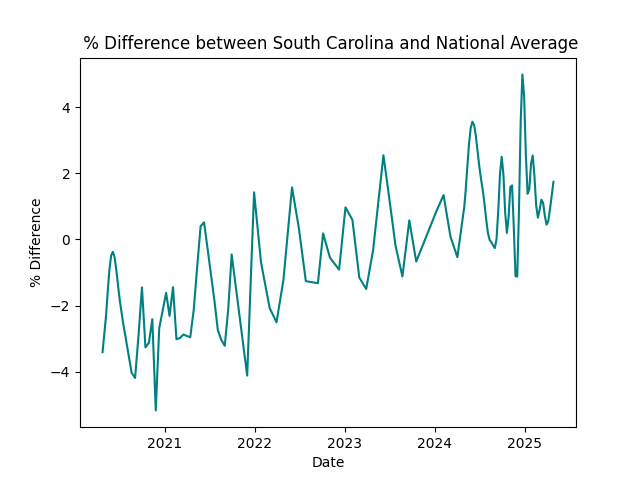 % Difference between South Carolina and National Average
% Difference
4
2
0
−2
−4
2021 2022 2023 2024 2025
Date